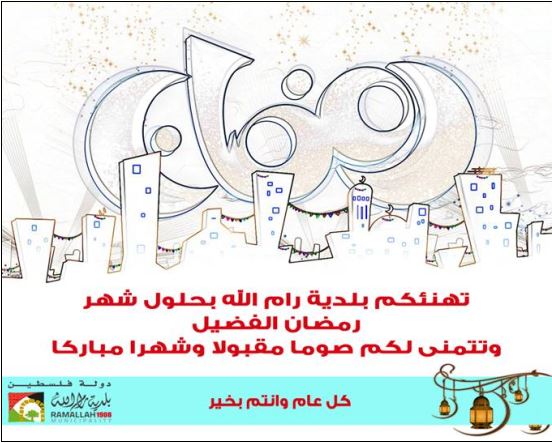 رمضان
تهنئكم بلدية رام الله بحلول شهر
رمضان الفضيل
وتتمنى لكم صوما مقبولا وشهرا مباركا
كل عام وانتم بخير
دولة فلسطين
بلدية رام الله
RAMALLAH 1908
MUNICIPALITY